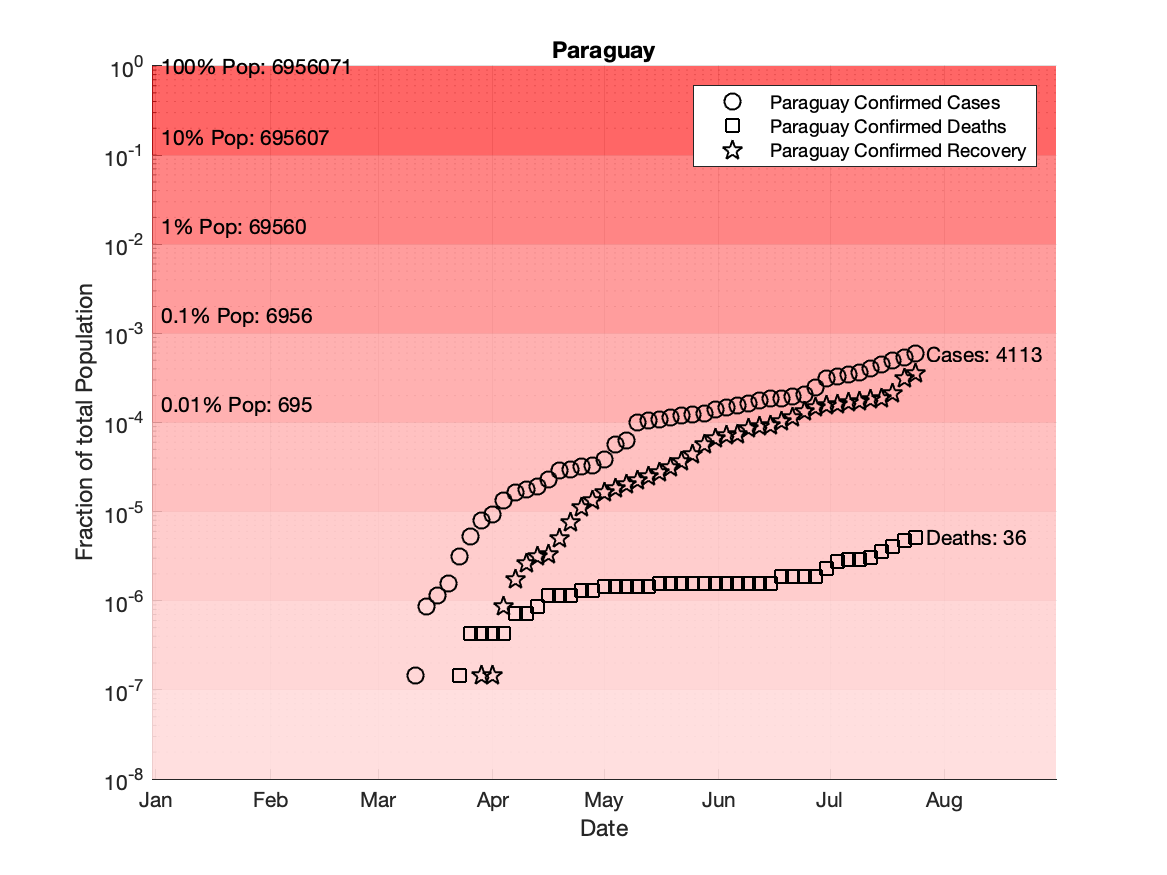 Paraguay
10^0
100% Pop: 6956071
Paraguay Confirmed Cases
Paraguay Confirmed Deaths
Paraguay Confirmed Recovery
10% Pop: 695607
10^-1
1% Pop: 69560
10^-2
0.1% Pop: 6956
10^-3
Cases: 4113
0.01% Pop: 695
10^-4
10^-5
Deaths: 36
10^-6
10^-7
10^-8
Fraction of total Population
Jan Feb Mar Apr May Jun Jul Aug
Date